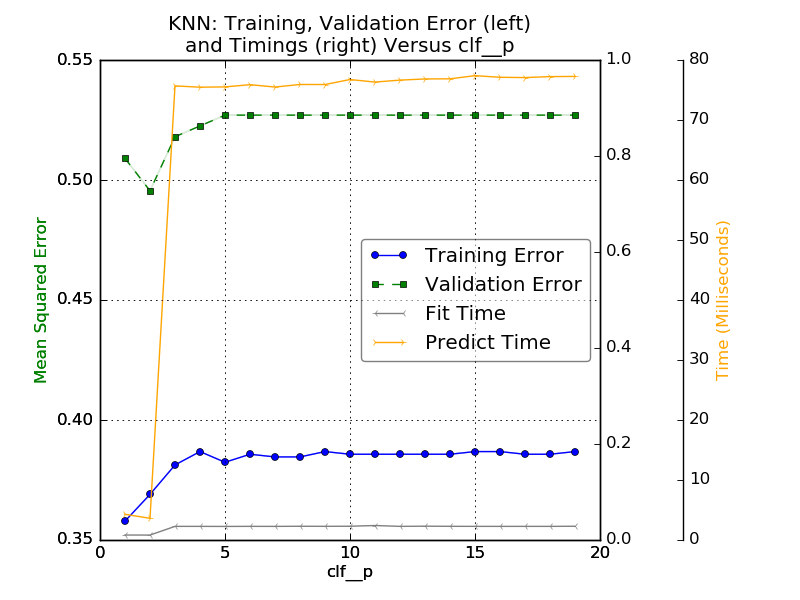 KNN: Training, Validation Error (left)
and Timings (right) Versus clf__p
0.55
0.50
0.45
0.40
0.35
Mean Squared Error
0
5
10
15
20
clf__p
Training Error
Validation Error
Fit Time
Predict Time
1.0
0.8
0.6
0.4
0.2
0.0
80
70
60
50
40
30
20
10
0
Time (Milliseconds)